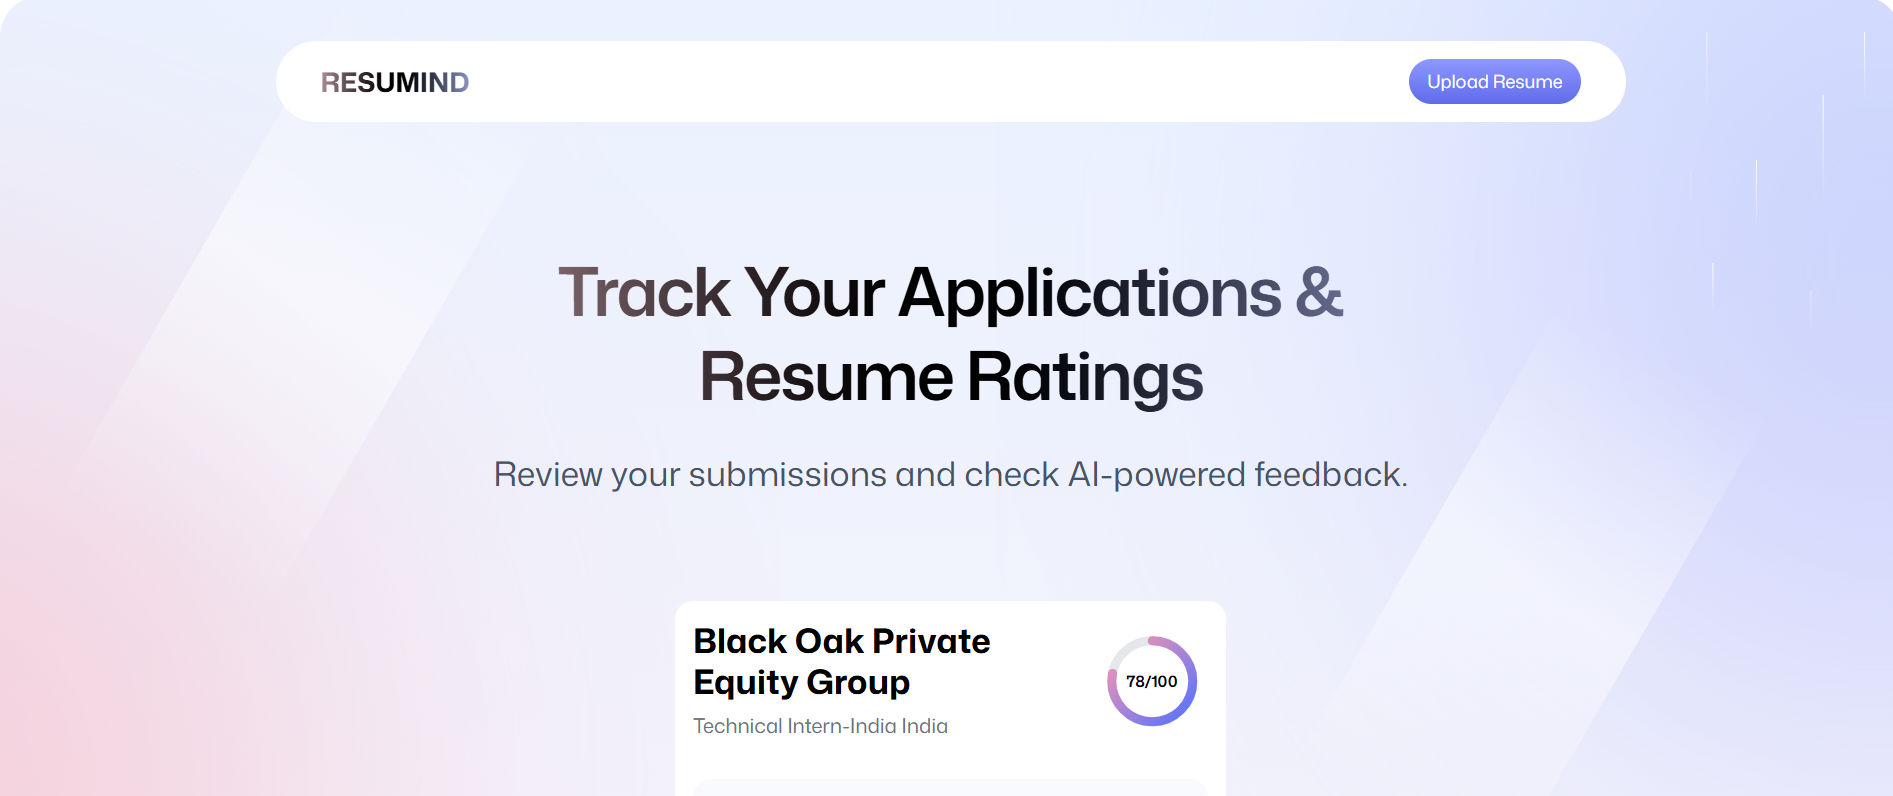 RESUMIND
Upload Resume
Track Your Applications &
Resume Ratings
Review your submissions and check AI-powered feedback.
Black Oak Private
Equity Group
78/100
Technical Intern-India India